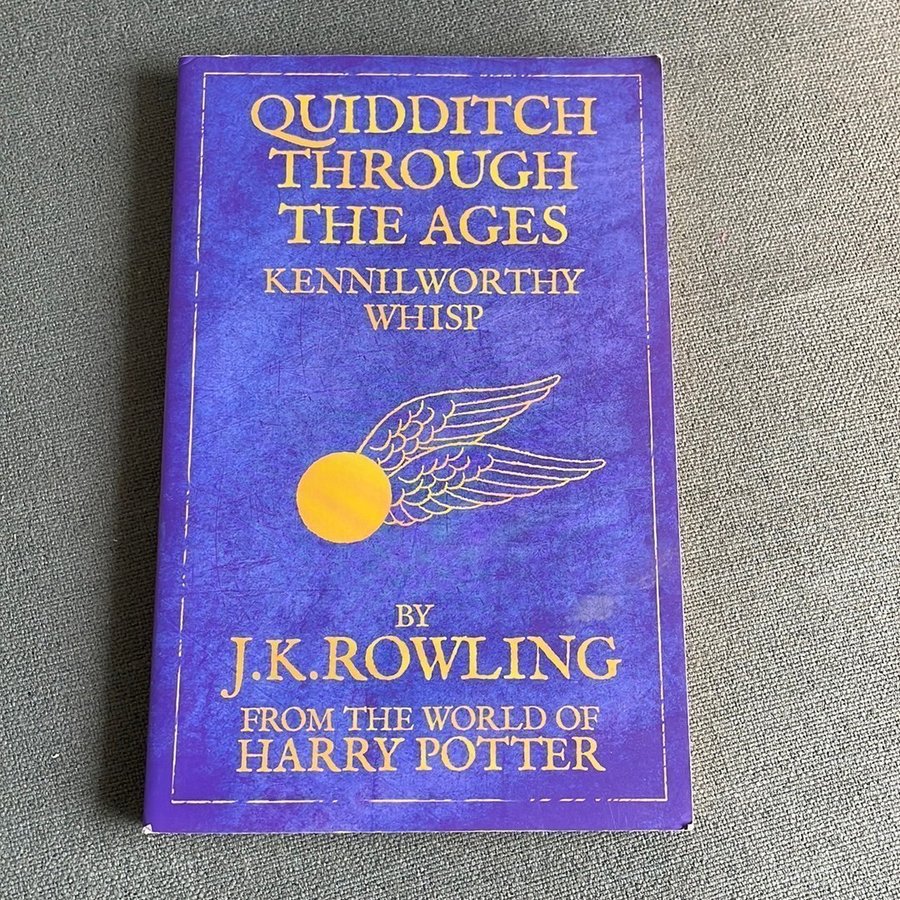 QUIDDITCH
THROUGH
THE AGES
KENNILWORTHY
WHISP
BY
J.K.ROWLING
FROM THE WORLD OF
HARRY POTTER